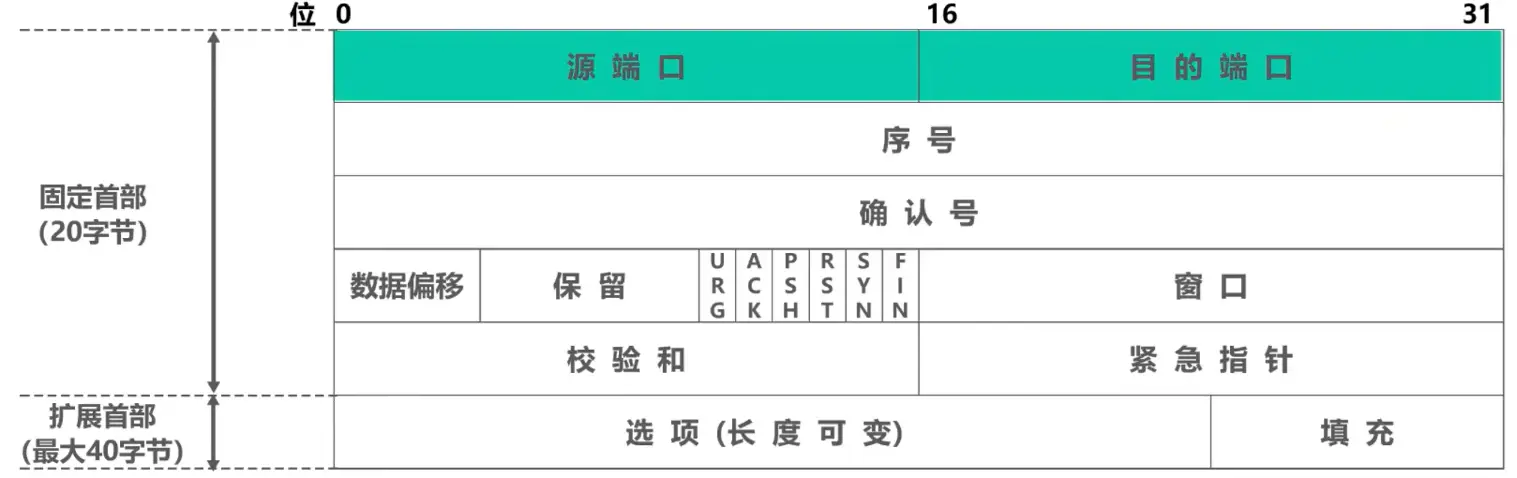 位 0 16 31
源 端 口 目 的 端 口
序 号
固定首部
(20字节)
确 认 号
数据偏移 保 留 URG ACK PSH RST SYN FIN 窗 口
校 验 和 紧 急 指 针
扩展首部
(最大40字节)
选 项 (长 度 可 变) 填 充